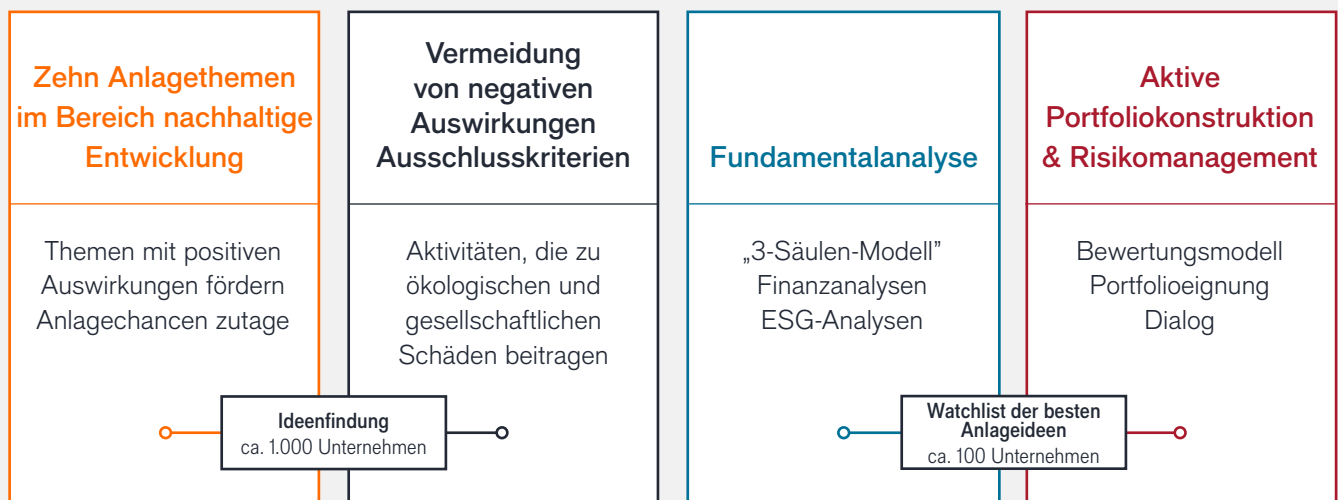 Zehn Anlagethemen
im Bereich nachhaltige
Entwicklung
Themen mit positiven
Auswirkungen fördern
Anlagechancen zutage
Vermeidung
von negativen
Auswirkungen
Ausschlusskriterien
Aktivitäten, die zu
ökologischen und
gesellschaftlichen
Schäden beitragen
Ideenfindung
ca. 1.000 Unternehmen
Fundamentalanalyse
„3-Säulen-Modell”
Finanzanalysen
ESG-Analysen
Aktive
Portfoliokonstruktion
& Risikomanagement
Bewertungsmodell
Portfolioeignung
Dialog
Watchlist der besten
Anlageideen
ca. 100 Unternehmen